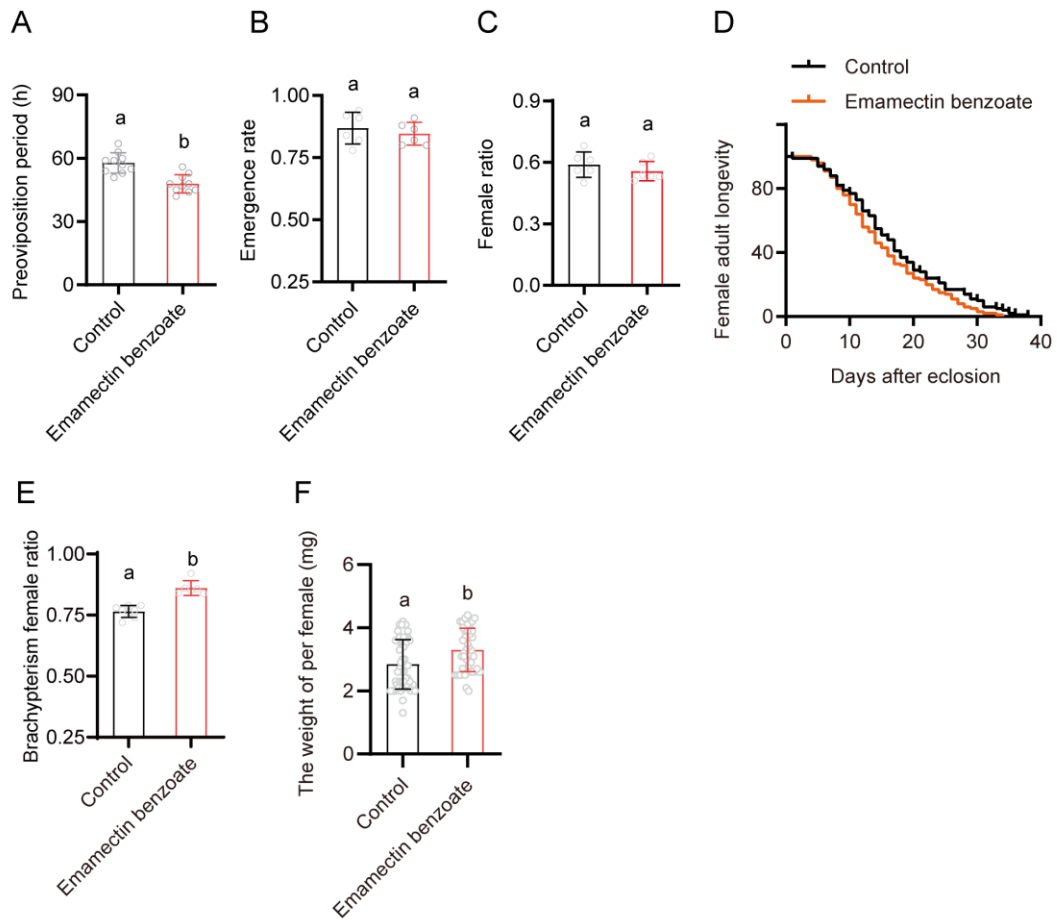 A
Preoviposition period (h)
90
60
30
0
a
b
Control
Emamectin benzoate
B
Emergence rate
1.00
0.75
0.50
0.25
a
a
Control
Emamectin benzoate
C
Female ratio
0.9
0.6
0.3
0.0
a
a
Control
Emamectin benzoate
D
Control
Emamectin benzoate
Female adult longevity
80
40
0
0 10 20 30 40
Days after eclosion
E
Brachypterism female ratio
1.00
0.75
0.50
0.25
a
b
Control
Emamectin benzoate
F
The weight of per female (mg)
6
4
2
0
a
b
Control
Emamectin benzoate